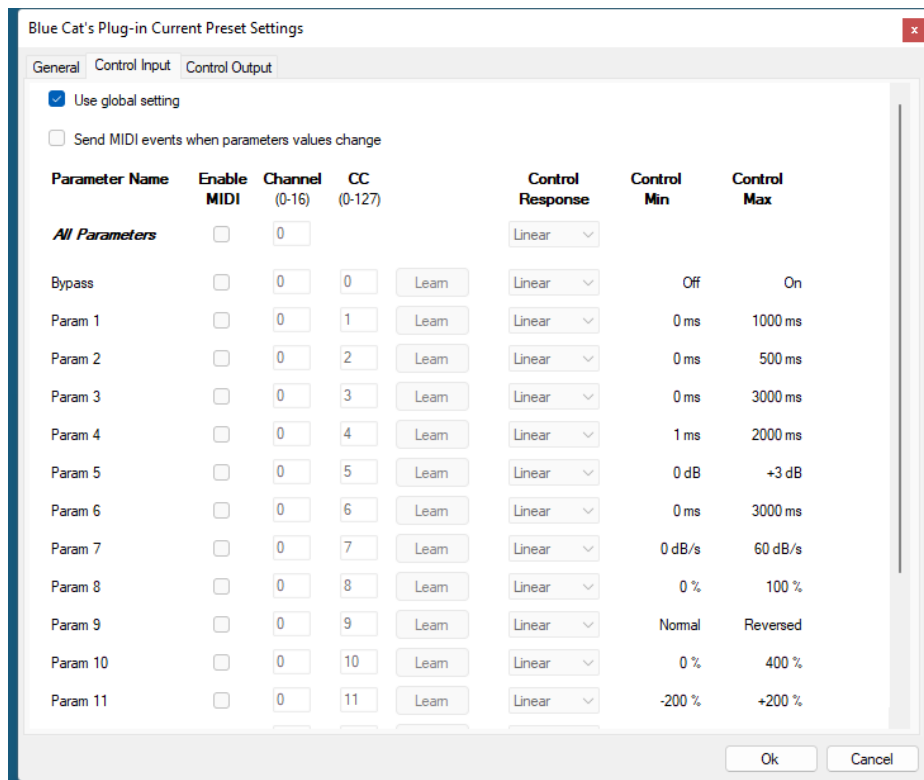 Blue Cat's Plug-in Current Preset Settings x
General Control Input Control Output
Use global setting
Send MIDI events when parameters values change
Parameter Name Enable MIDI Channel (0-16) CC (0-127) Control Response Control Min Control Max
All Parameters 0 Linear
Bypass 0 0 Learn Linear Off On
Param 1 0 1 Learn Linear 0 ms 1000 ms
Param 2 0 2 Learn Linear 0 ms 500 ms
Param 3 0 3 Learn Linear 0 ms 3000 ms
Param 4 0 4 Learn Linear 1 ms 2000 ms
Param 5 0 5 Learn Linear 0 dB +3 dB
Param 6 0 6 Learn Linear 0 ms 3000 ms
Param 7 0 7 Learn Linear 0 dB/s 60 dB/s
Param 8 0 8 Learn Linear 0 % 100 %
Param 9 0 9 Learn Linear Normal Reversed
Param 10 0 10 Learn Linear 0 % 400 %
Param 11 0 11 Learn Linear -200 % +200 %
Ok Cancel